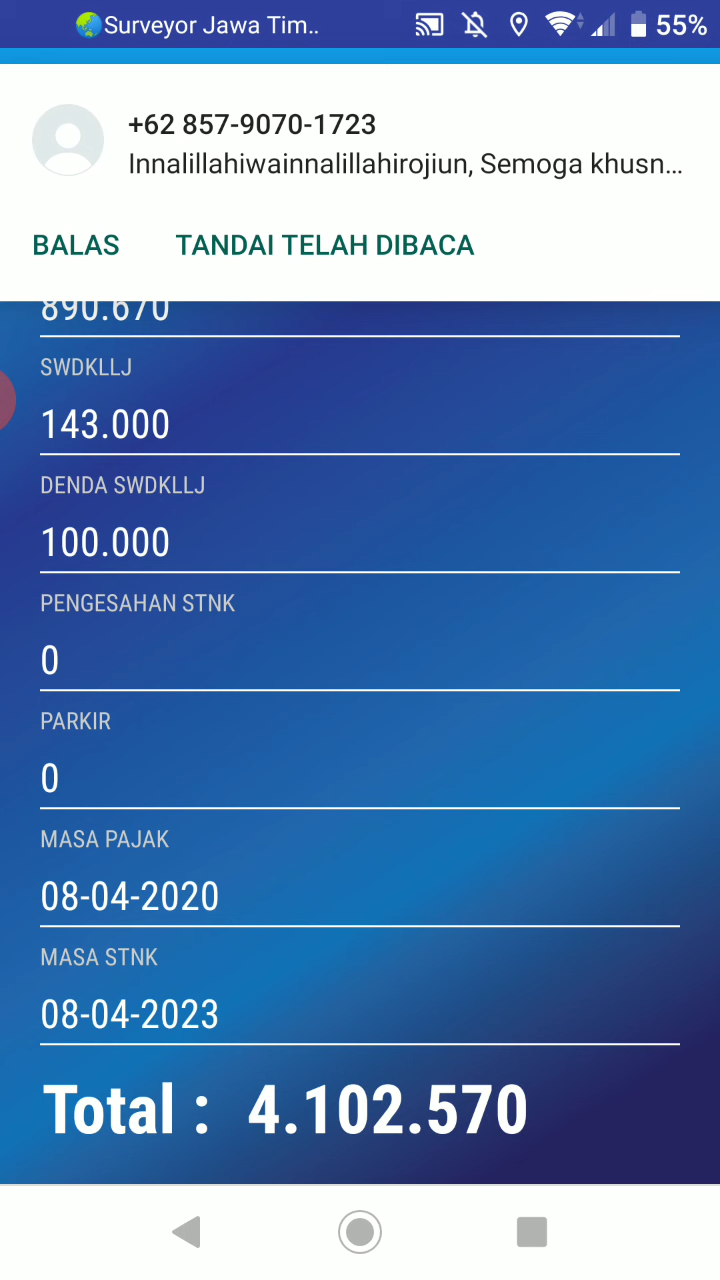 Surveyor Jawa Tim..
55%
+62 857-9070-1723
Innalillahiwainnalillahirojiun, Semoga khusn...
BALAS TANDAI TELAH DIBACA
890.670
SWDKLLJ
143.000
DENDA SWDKLLJ
100.000
PENGESAHAN STNK
0
PARKIR
0
MASA PAJAK
08-04-2020
MASA STNK
08-04-2023
Total : 4.102.570